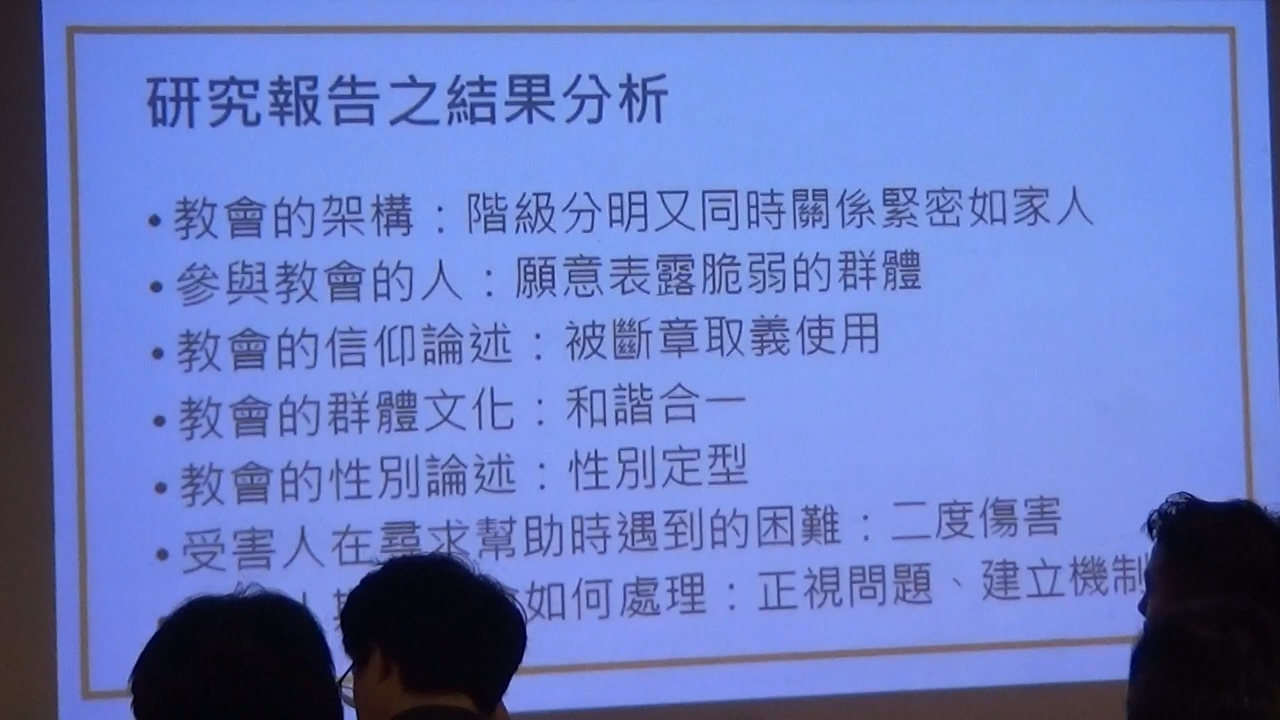 研究報告之結果分析
• 教會的架構：階級分明又同時關係緊密如家人
• 參與教會的人：願意表露脆弱的群體
• 教會的信仰論述：被斷章取義使用
• 教會的群體文化：和諧合一
• 教會的性別論述：性別定型
• 受害人在尋求幫助時遇到的困難：二度傷害
如何處理：正視問題、建立機制